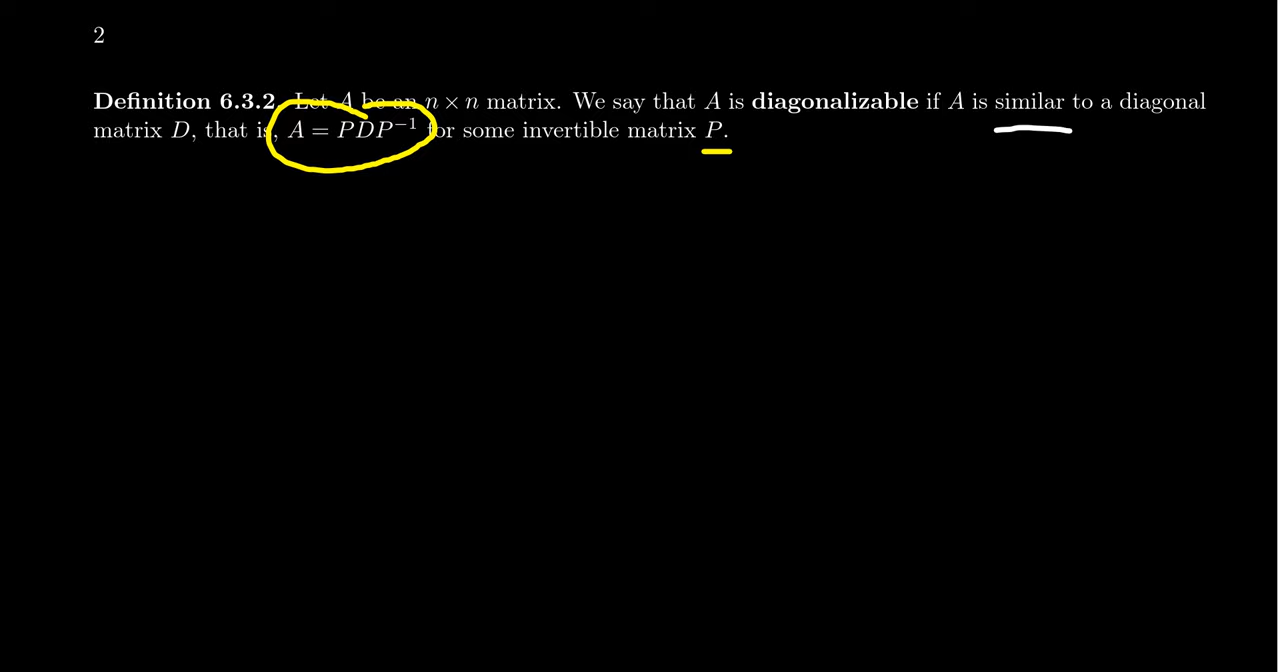 2
Definition 6.3.2. Let A be an n × n matrix. We say that A is diagonalizable if A is similar to a diagonal
matrix D, that is, A = PDP⁻¹ for some invertible matrix P.